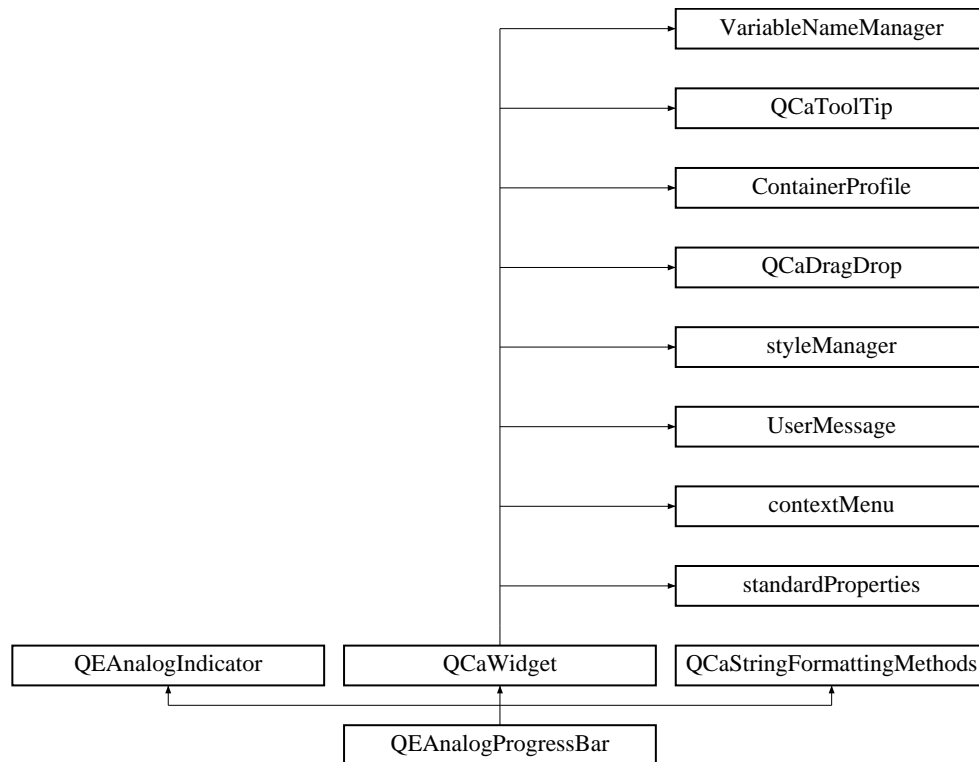 VariableNameManager
QCaToolTip
ContainerProfile
QCaDragDrop
styleManager
UserMessage
contextMenu
standardProperties
QEAnalogIndicator
QCaWidget
QCaStringFormattingMethods
QEAnalogProgressBar